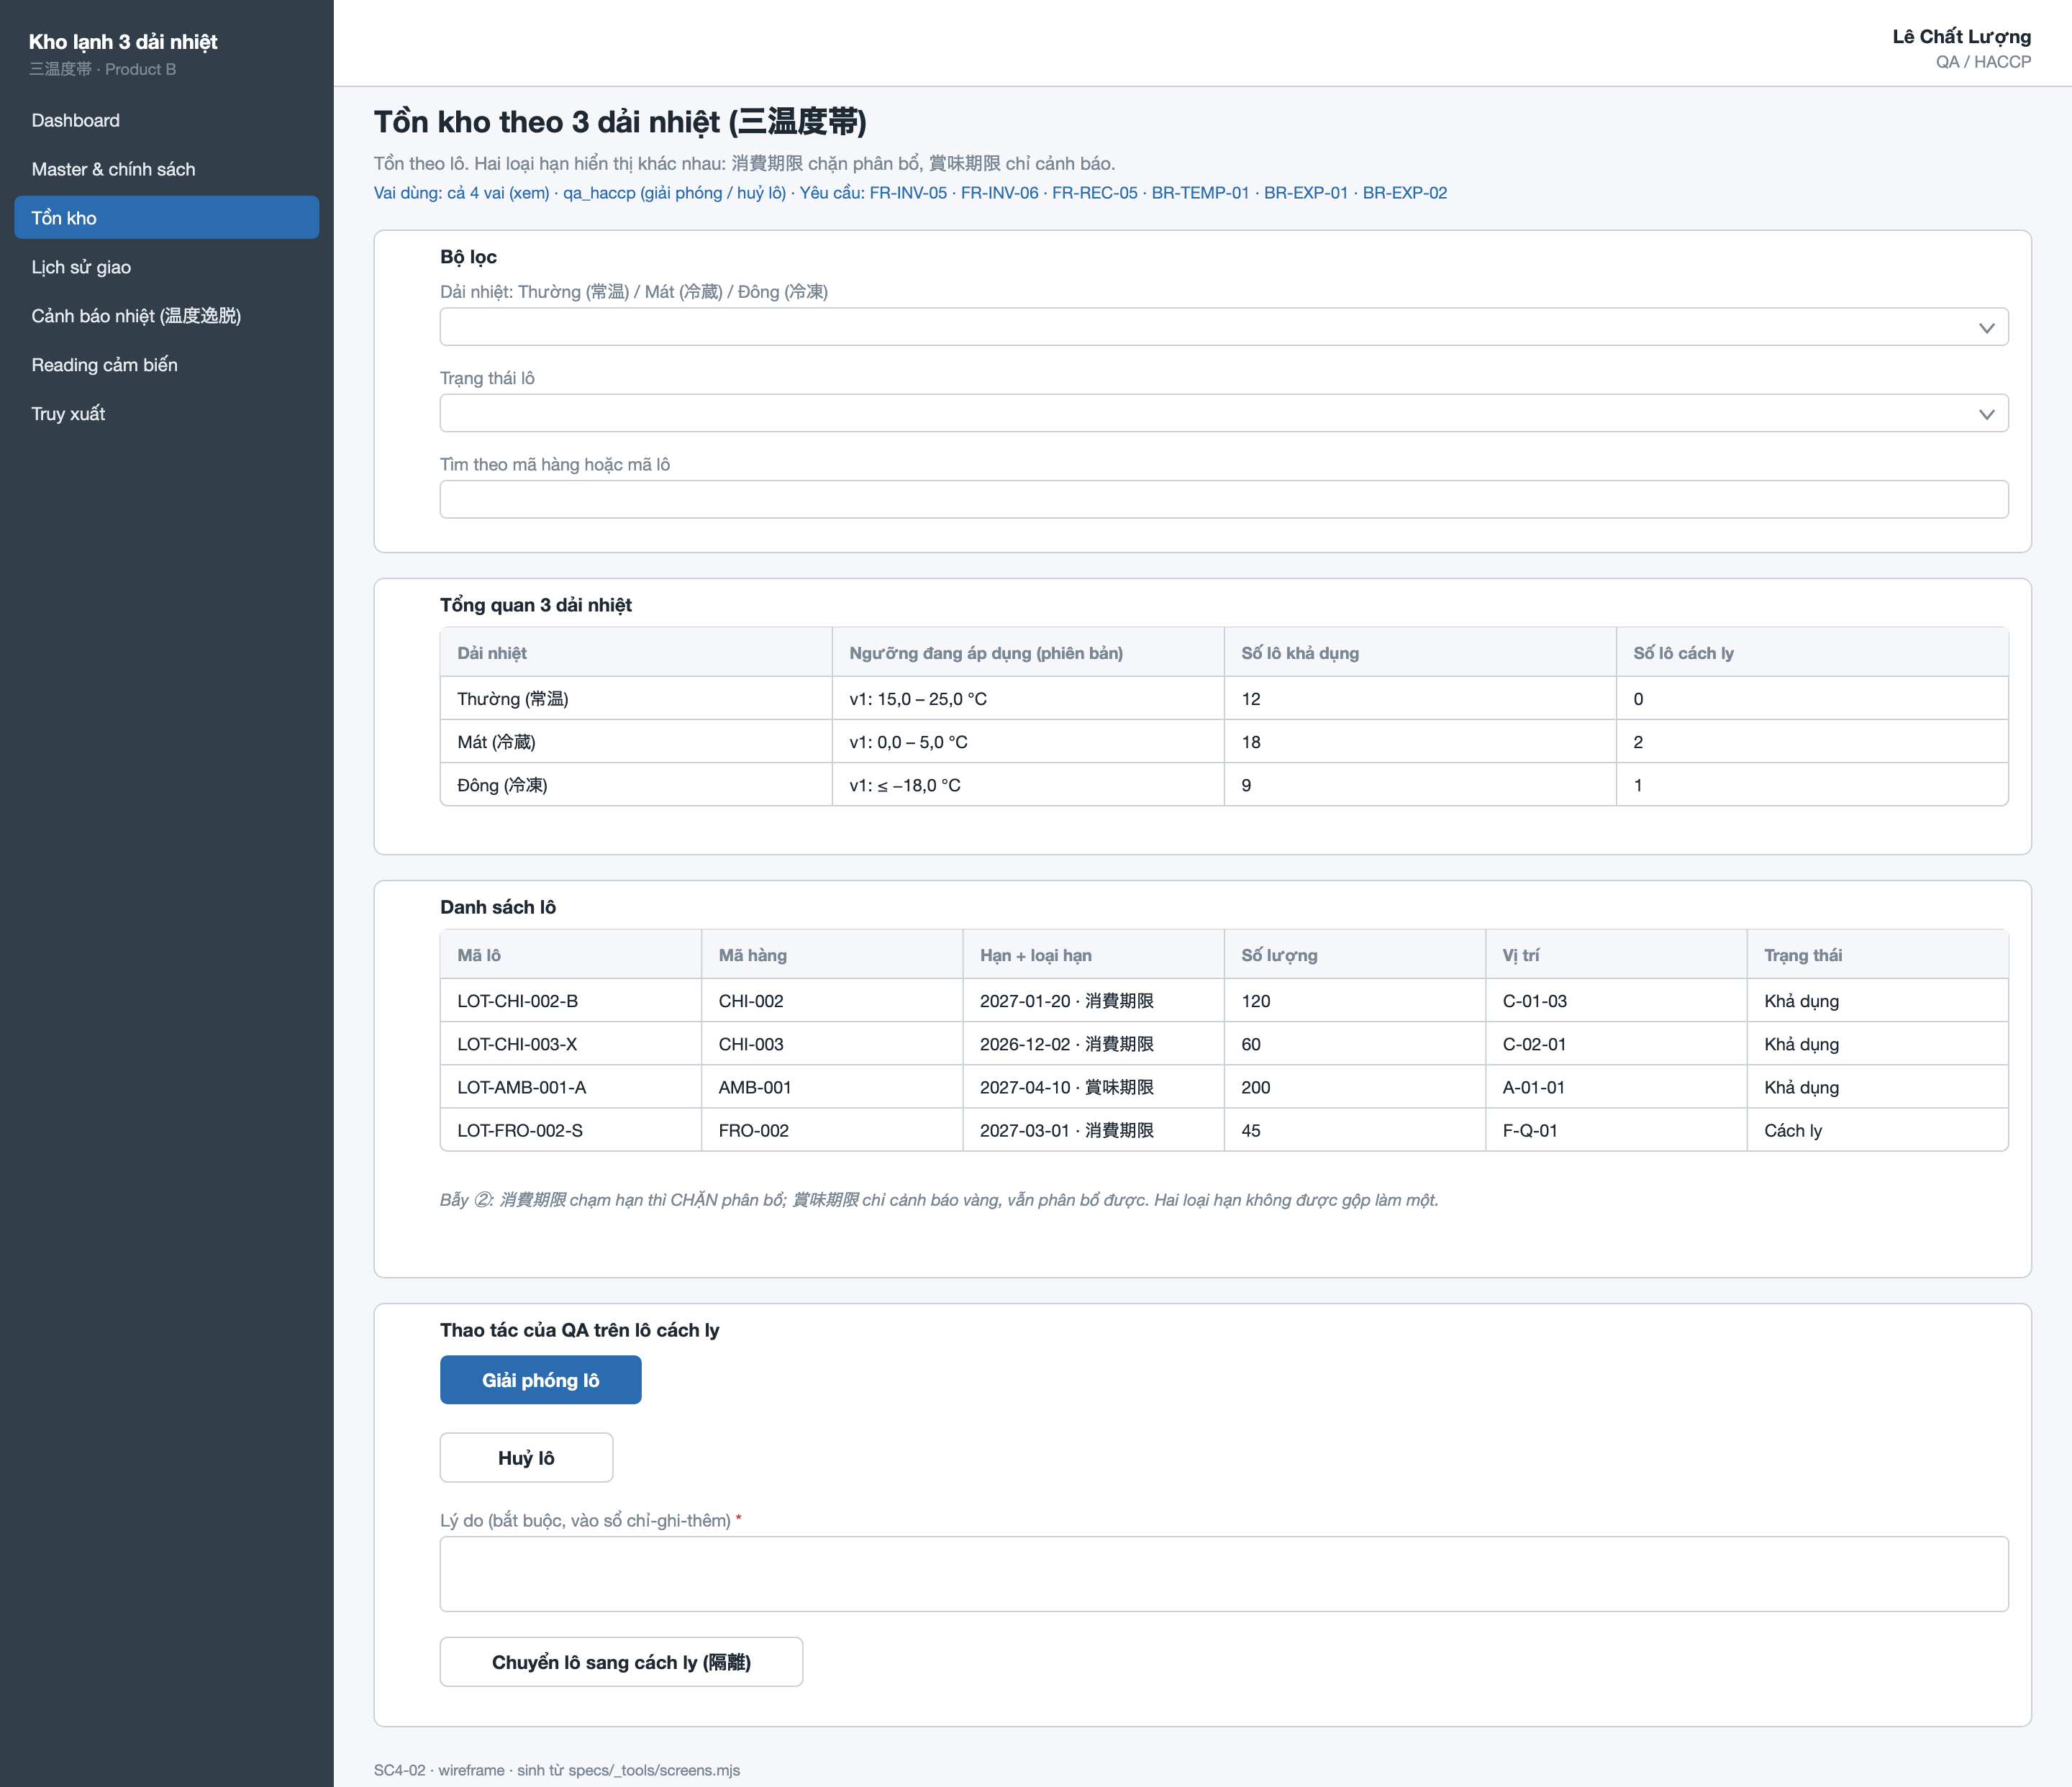 Kho lạnh 3 dải nhiệt
三温度帯 · Product B
Dashboard
Master & chính sách
Tồn kho
Lịch sử giao
Cảnh báo nhiệt (温度逸脱)
Reading cảm biến
Truy xuất
Lê Chất Lượng
QA / HACCP
Tồn kho theo 3 dải nhiệt (三温度帯)
Tồn theo lô. Hai loại hạn hiển thị khác nhau: 消費期限 chặn phân bổ, 賞味期限 chỉ cảnh báo.
Vai dùng: cả 4 vai (xem) · qa_haccp (giải phóng / huỷ lô) · Yêu cầu: FR-INV-05 · FR-INV-06 · FR-REC-05 · BR-TEMP-01 · BR-EXP-01 · BR-EXP-02
Bộ lọc
Dải nhiệt: Thường (常温) / Mát (冷蔵) / Đông (冷凍)
Trạng thái lô
Tìm theo mã hàng hoặc mã lô
Tổng quan 3 dải nhiệt
Dải nhiệt Ngưỡng đang áp dụng (phiên bản) Số lô khả dụng Số lô cách ly
Thường (常温) v1: 15,0 – 25,0 °C 12 0
Mát (冷蔵) v1: 0,0 – 5,0 °C 18 2
Đông (冷凍) v1: ≤ −18,0 °C 9 1
Danh sách lô
Mã lô Mã hàng Hạn + loại hạn Số lượng Vị trí Trạng thái
LOT-CHI-002-B CHI-002 2027-01-20 · 消費期限 120 C-01-03 Khả dụng
LOT-CHI-003-X CHI-003 2026-12-02 · 消費期限 60 C-02-01 Khả dụng
LOT-AMB-001-A AMB-001 2027-04-10 · 賞味期限 200 A-01-01 Khả dụng
LOT-FRO-002-S FRO-002 2027-03-01 · 消費期限 45 F-Q-01 Cách ly
Bẫy ②: 消費期限 chạm hạn thì CHẶN phân bổ; 賞味期限 chỉ cảnh báo vàng, vẫn phân bổ được. Hai loại hạn không được gộp làm một.
Thao tác của QA trên lô cách ly
Giải phóng lô
Huỷ lô
Lý do (bắt buộc, vào sổ chỉ-ghi-thêm) *
Chuyển lô sang cách ly (隔離)
SC4-02 · wireframe · sinh từ specs/_tools/screens.mjs